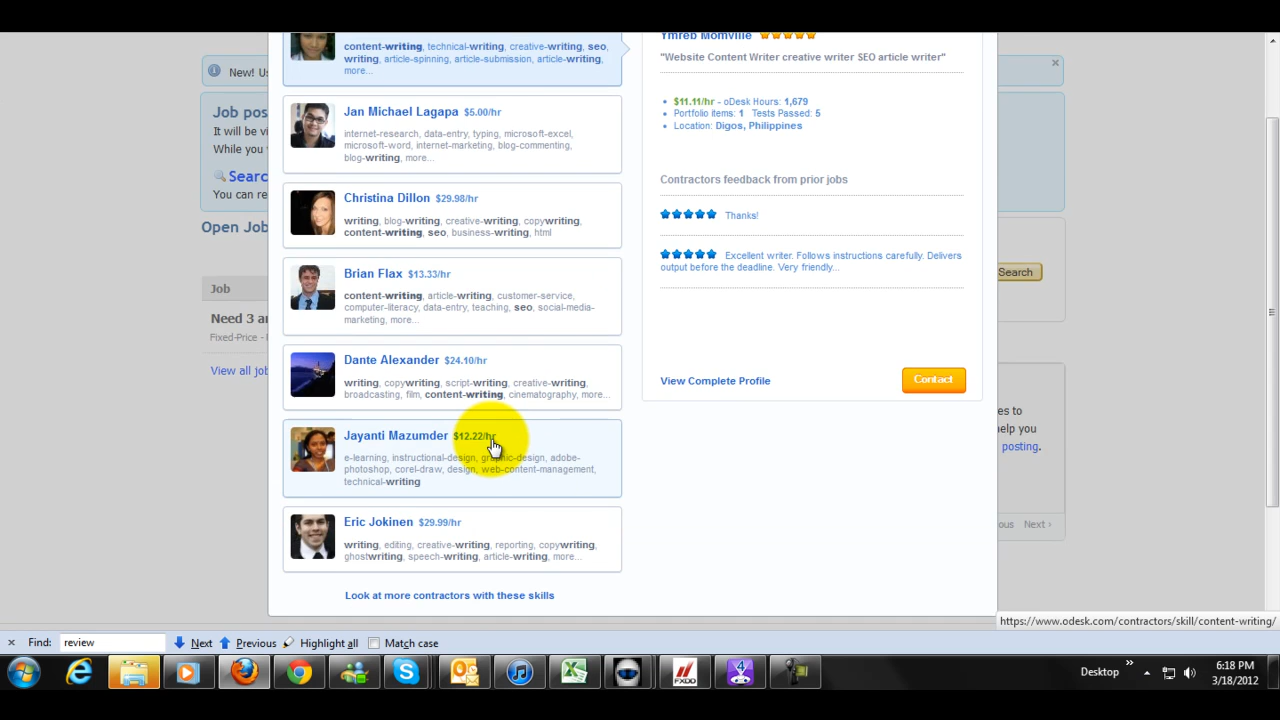 New! Us
Job pos
It will be vi
While you
Searc
You can re
Open Job
Job
Need 3 ar
Fixed-Price -
View all job
content-writing, technical-writing, creative-writing, seo,
writing, article-spinning, article-submission, article-writing,
more...
Jan Michael Lagapa $5.00/hr
internet-research, data-entry, typing, microsoft-excel,
microsoft-word, internet-marketing, blog-commenting,
blog-writing, more...
Christina Dillon $29.98/hr
writing, blog-writing, creative-writing, copywriting,
content-writing, seo, business-writing, html
Brian Flax $13.33/hr
content-writing, article-writing, customer-service,
computer-literacy, data-entry, teaching, seo, social-media-
marketing, more...
Dante Alexander $24.10/hr
writing, copywriting, script-writing, creative-writing,
broadcasting, film, content-writing, cinematography, more...
Jayanti Mazumder $12.22/hr
e-learning, instructional-design, graphic-design, adobe-
photoshop, corel-draw, design, web-content-management,
technical-writing
Eric Jokinen $29.99/hr
writing, editing, creative-writing, reporting, copywriting,
ghostwriting, speech-writing, article-writing, more...
Look at more contractors with these skills
Ymreb Momville
"Website Content Writer creative writer SEO article writer"
$11.11/hr - oDesk Hours: 1,679
Portfolio items: 1 Tests Passed: 5
Location: Digos, Philippines
Contractors feedback from prior jobs
Thanks!
Excellent writer. Follows instructions carefully. Delivers
output before the deadline. Very friendly...
View Complete Profile
Contact
Search
es to
elp you
posting.
ous Next ›
https://www.odesk.com/contractors/skill/content-writing/
× Find: review Next Previous Highlight all Match case
Desktop
6:18 PM
3/18/2012